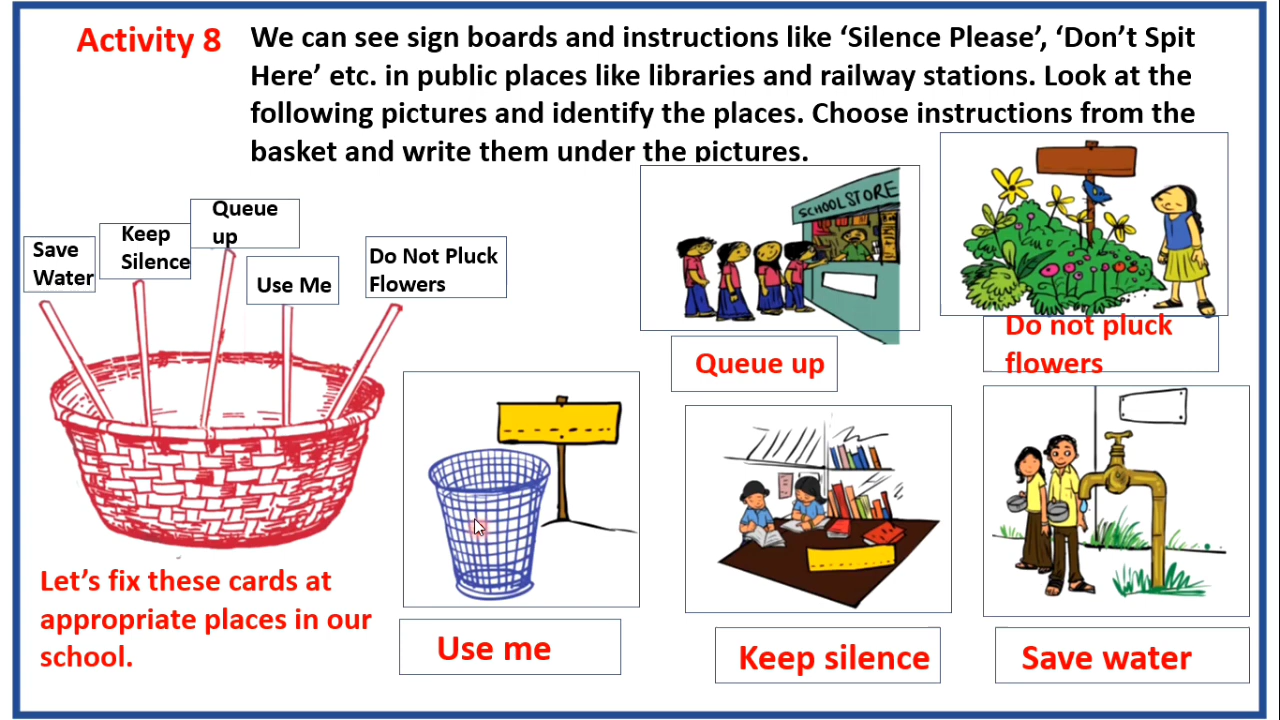 Activity 8
We can see sign boards and instructions like ‘Silence Please’, ‘Don’t Spit
Here’ etc. in public places like libraries and railway stations. Look at the
following pictures and identify the places. Choose instructions from the
basket and write them under the pictures.
Save
Water
Keep
Silence
Queue
up
Use Me
Do Not Pluck
Flowers
SCHOOL STORE
Queue up
Do not pluck
flowers
Let’s fix these cards at
appropriate places in our
school.
Use me
Keep silence
Save water